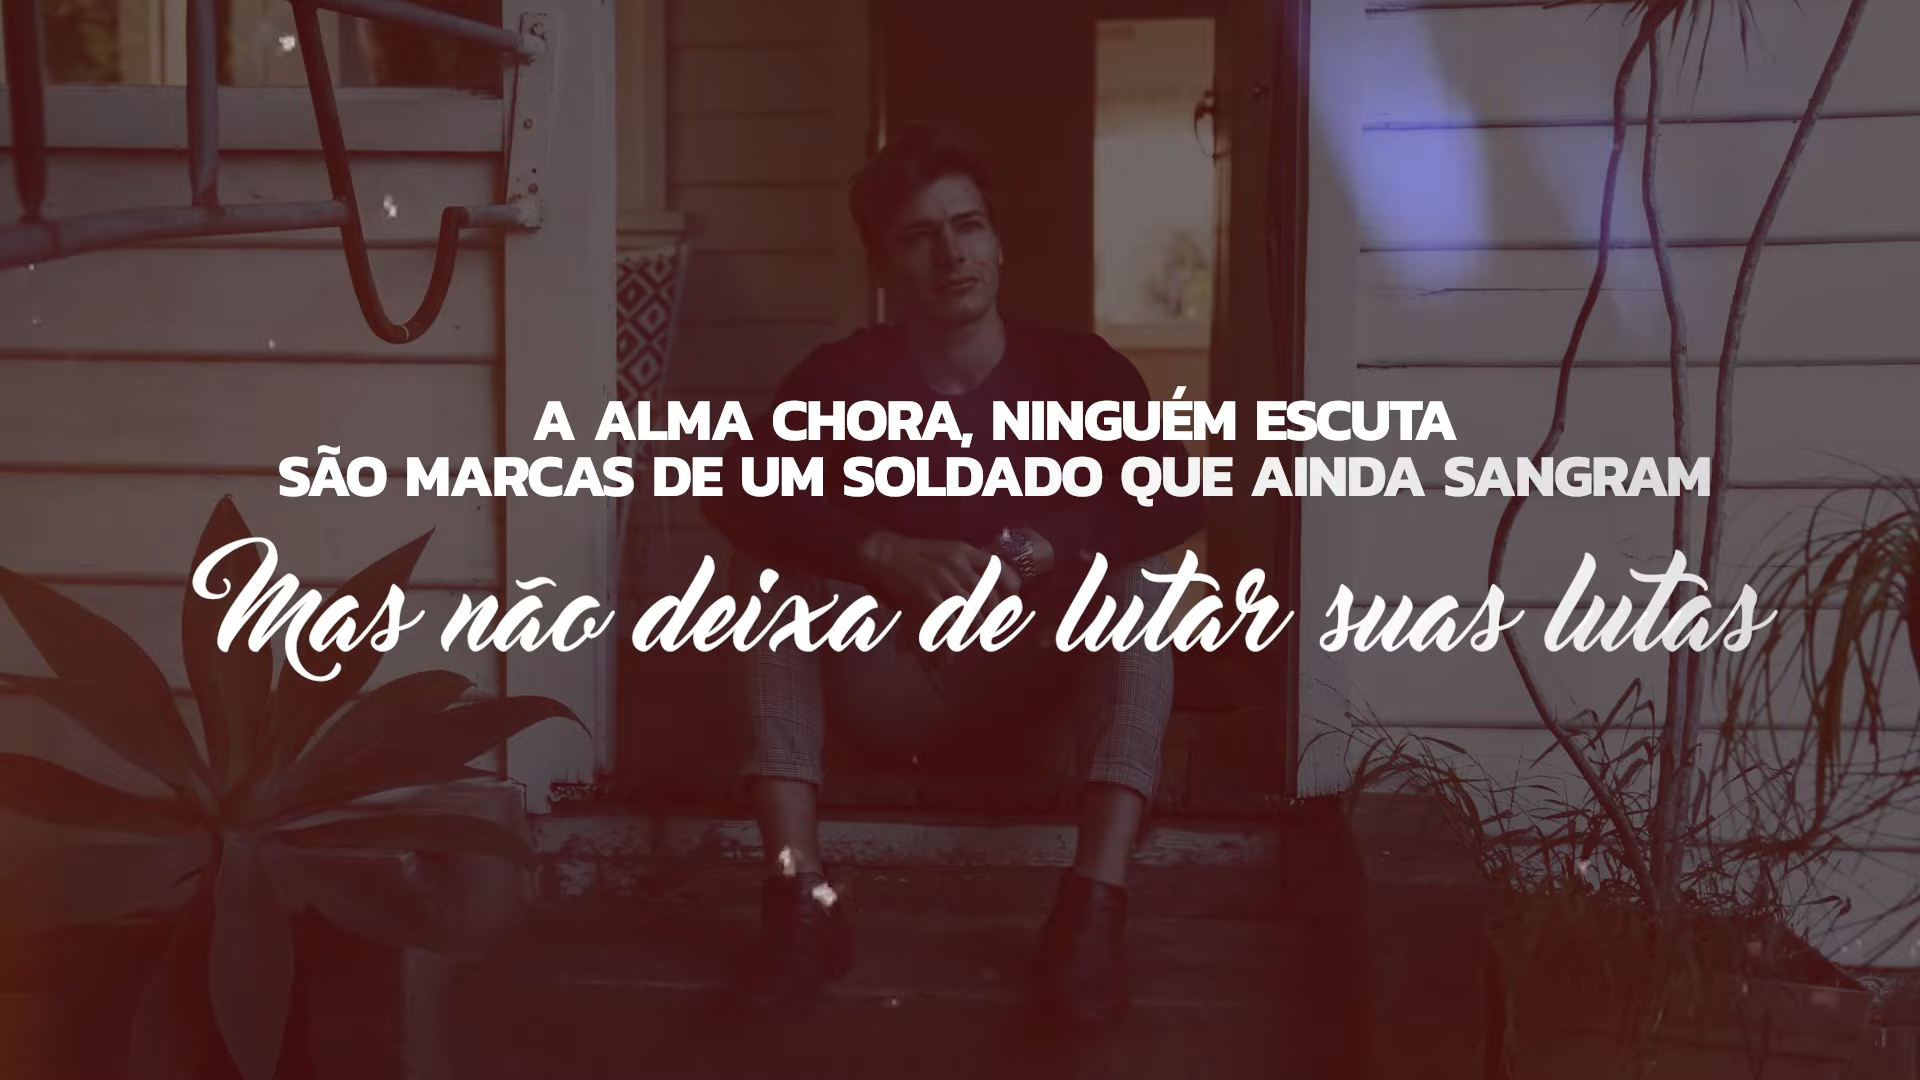 A ALMA CHORA, NINGUÉM ESCUTA
SÃO MARCAS DE UM SOLDADO QUE AINDA SANGRAM
Mas não deixa de lutar suas lutas